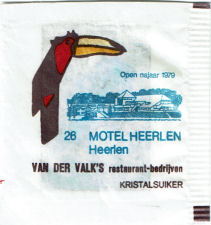 Open najaar 1979
26 MOTEL HEERLEN
Heerlen
VAN DER VALK'S restaurant-bedrijven
KRISTALSUIKER